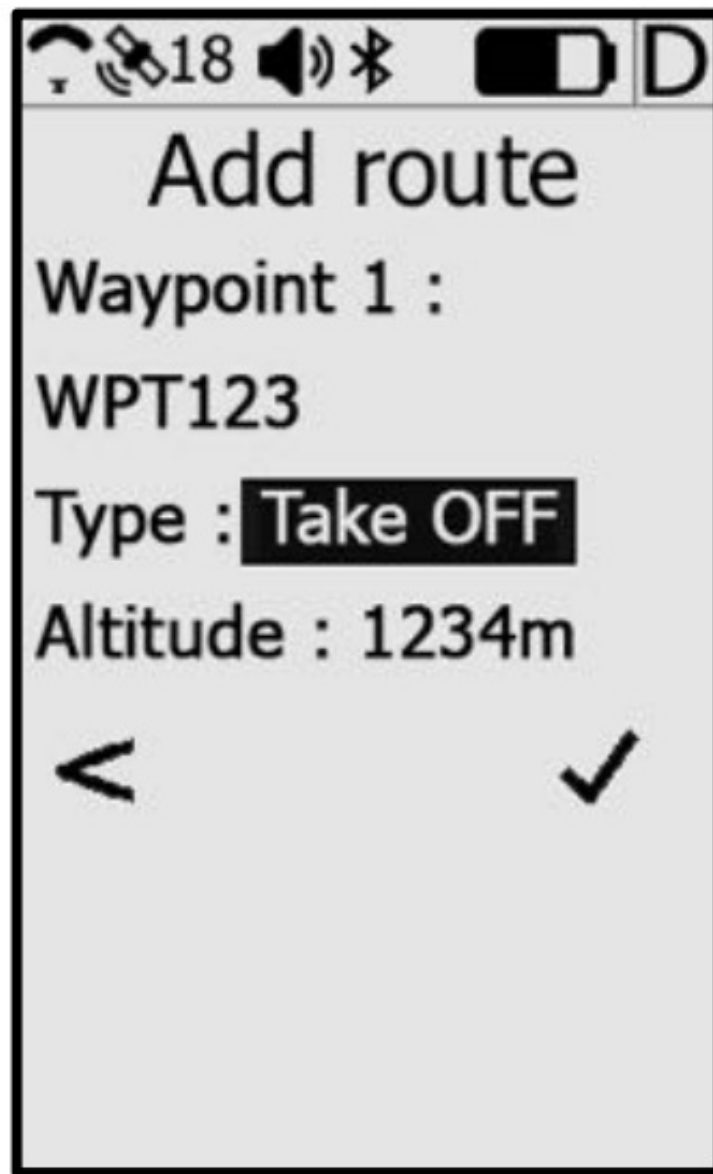 18 D
Add route
Waypoint 1 :
WPT123
Type : Take OFF
Altitude : 1234m